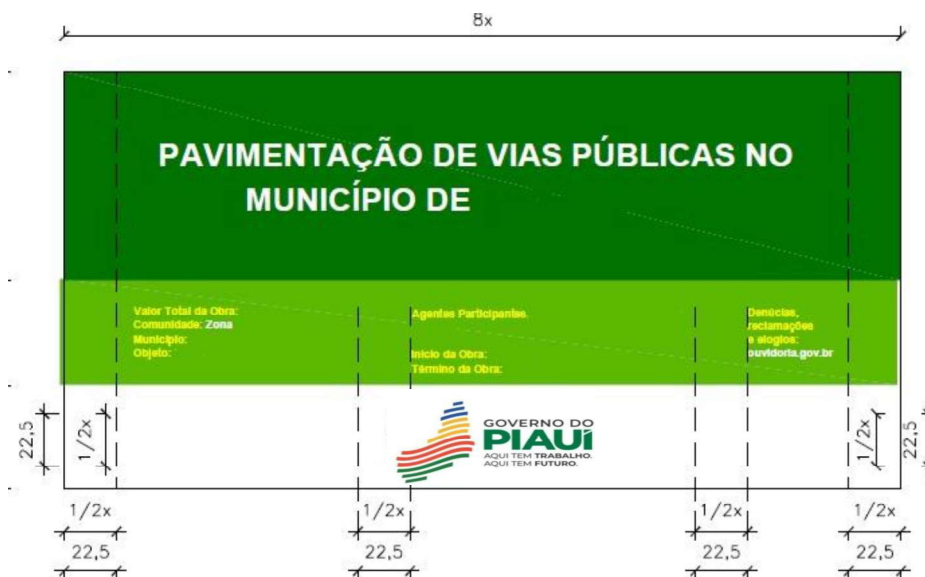 8x
PAVIMENTAÇÃO DE VIAS PÚBLICAS NO
MUNICÍPIO DE
Valor Total da Obra:
Comunidade: Zona
Município:
Objeto:
Agentes Participantes.
Início da Obra:
Término da Obra:
Denúcias,
reclamações
e elogios:
ouvidoria.gov.br
22,5
1/2x
GOVERNO DO
PIAUÍ
AQUI TEM TRABALHO.
AQUI TEM FUTURO.
1/2x
22,5
1/2x
1/2x
1/2x
1/2x
22,5
22,5
22,5
22,5